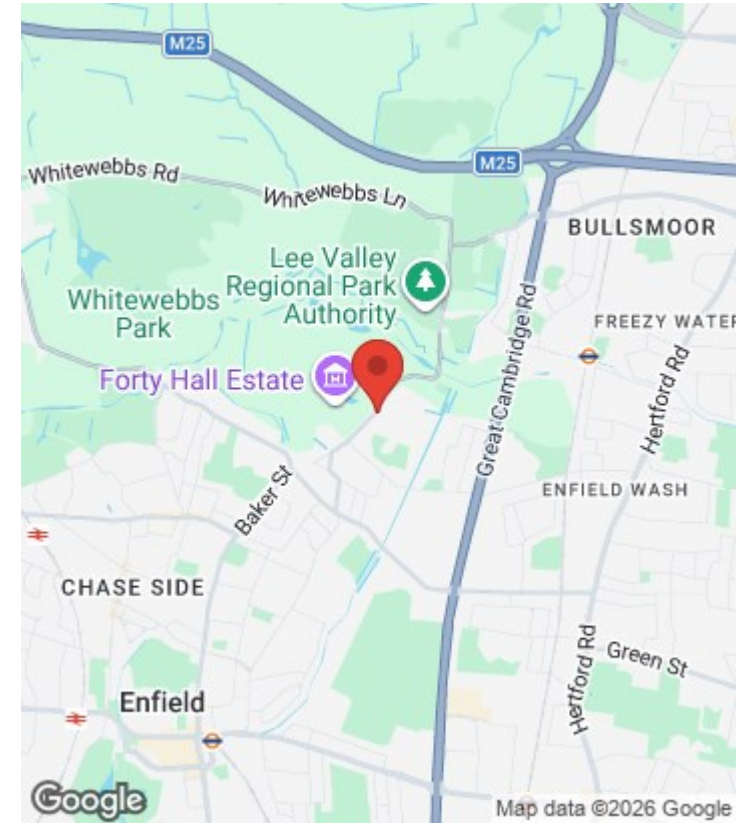 M25
M25
Whitewebbs Rd
Whitewebbs Ln
BULLSMOOR
Lee Valley
Regional Park
Authority
Whitewebbs
Park
Great Cambridge Rd
FREEZY WATER
Forty Hall Estate
Hertford Rd
Baker St
ENFIELD WASH
CHASE SIDE
Hertford Rd
Green St
Enfield
Google
Map data ©2026 Google